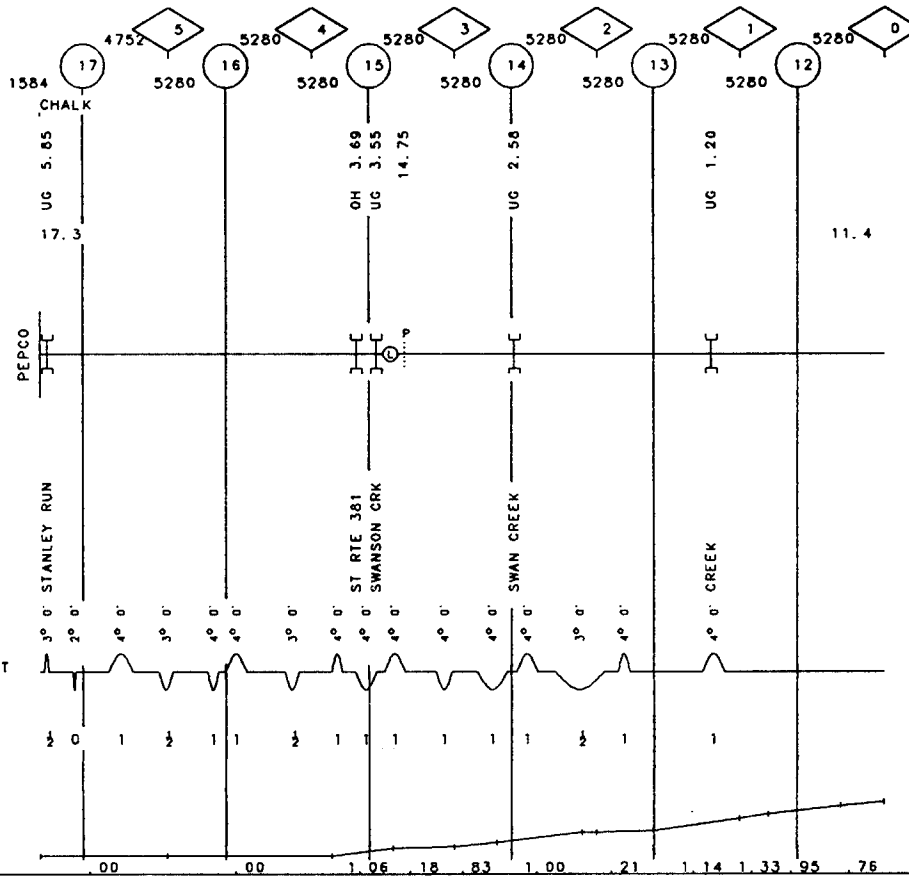 5 4 3 2 1 0
4752 5280 5280 5280 5280 5280
17 16 15 14 13 12
1584 5280 5280 5280 5280 5280
CHALK
UG 5.85
OH 3.69
UG 3.55
14.75
UG 2.58
UG 1.20
17.3
11.4
PEPCO
L
P
STANLEY RUN
ST RTE 381
SWANSON CRK
SWAN CREEK
CREEK
3° 0' 2° 0' 4° 0' 3° 0' 4° 0' 4° 0' 3° 0' 4° 0' 4° 0' 4° 0' 4° 0' 4° 0' 4° 0' 3° 0' 4° 0' 4° 0'
T
½ 0 1 ½ 1 1 ½ 1 1 1 1 1 1 ½ 1 1
.00 .00 1.06 .18 .83 1.00 .21 1.14 1.33 .95 .76